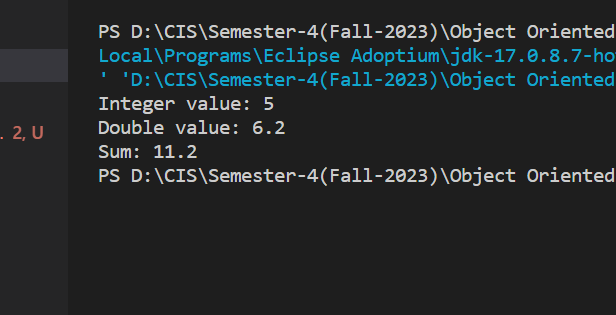 PS D:\CIS\Semester-4(Fall-2023)\Object Oriented
Local\Programs\Eclipse Adoptium\jdk-17.0.8.7-ho
' 'D:\CIS\Semester-4(Fall-2023)\Object Oriented
Integer value: 5
. 2, U
Double value: 6.2
Sum: 11.2
PS D:\CIS\Semester-4(Fall-2023)\Object Oriented